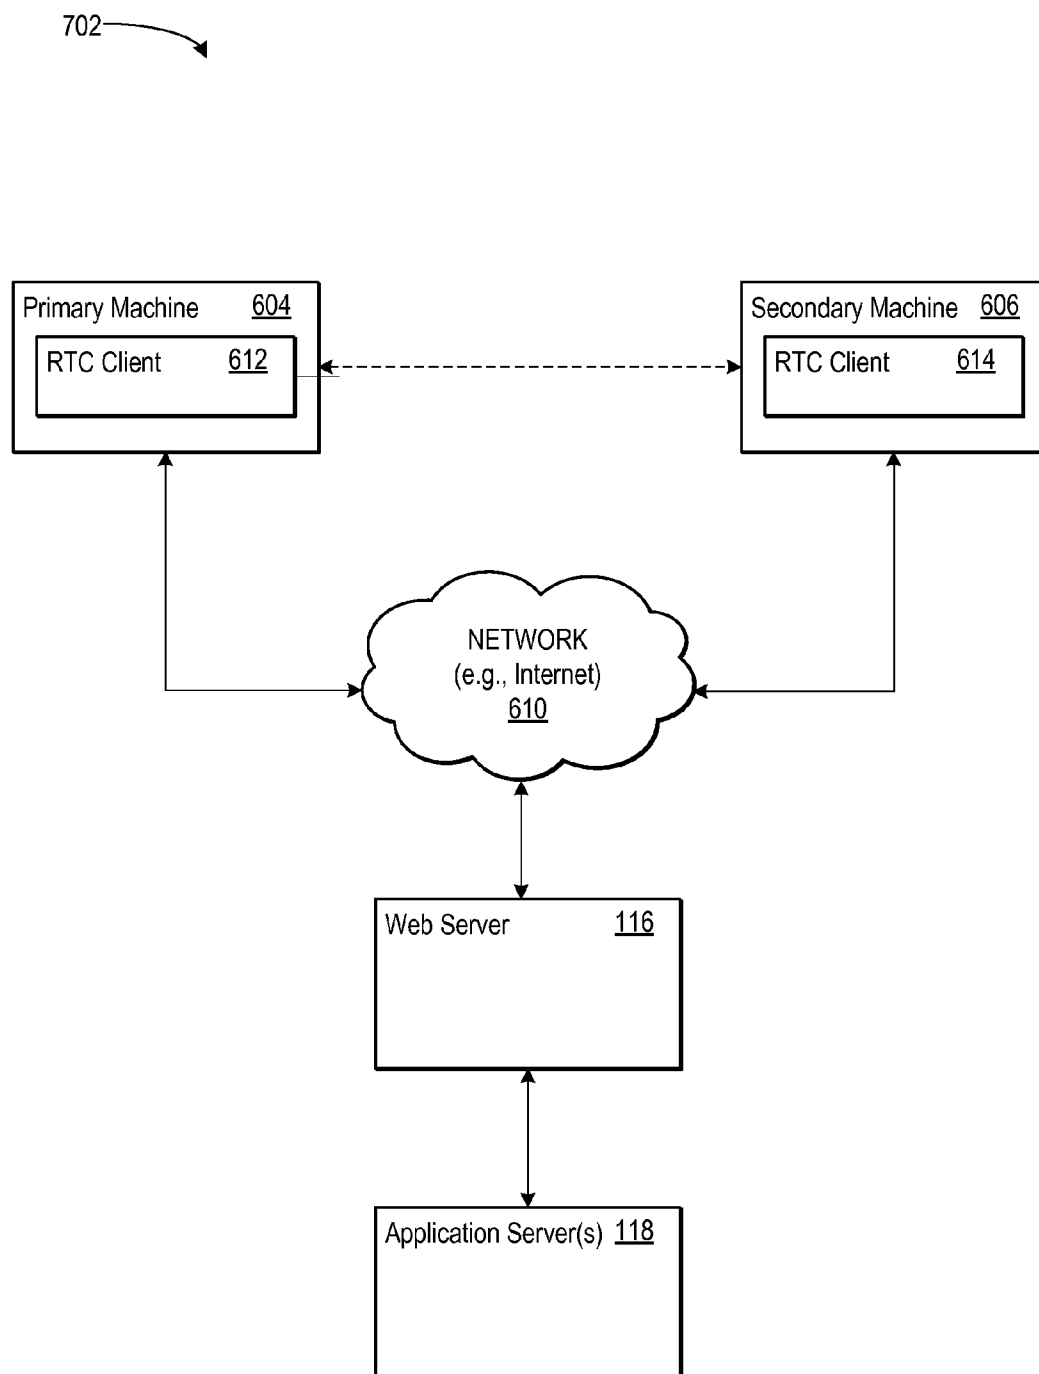 702
Primary Machine 604
RTC Client 612
Secondary Machine 606
RTC Client 614
NETWORK
(e.g., Internet)
610
Web Server 116
Application Server(s) 118